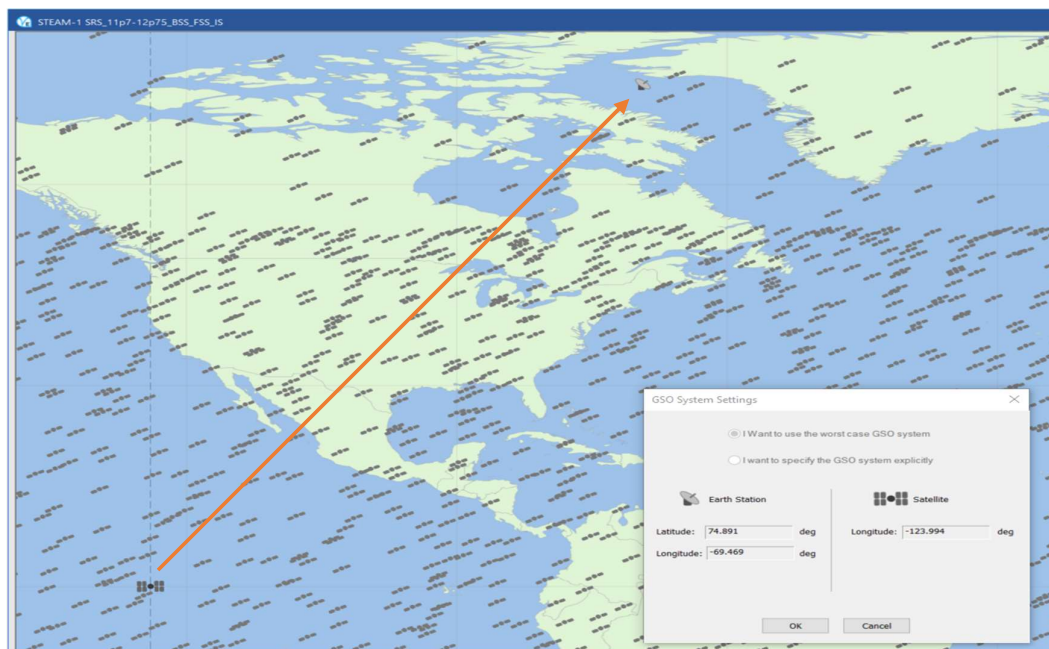 STEAM-1 SRS_11p7-12p75_BSS_FSS_IS
GSO System Settings
I Want to use the worst case GSO system
I want to specify the GSO system explicitly
Earth Station
Satellite
Latitude: 74.891 deg
Longitude: -123.994 deg
Longitude: -69.469 deg
OK
Cancel